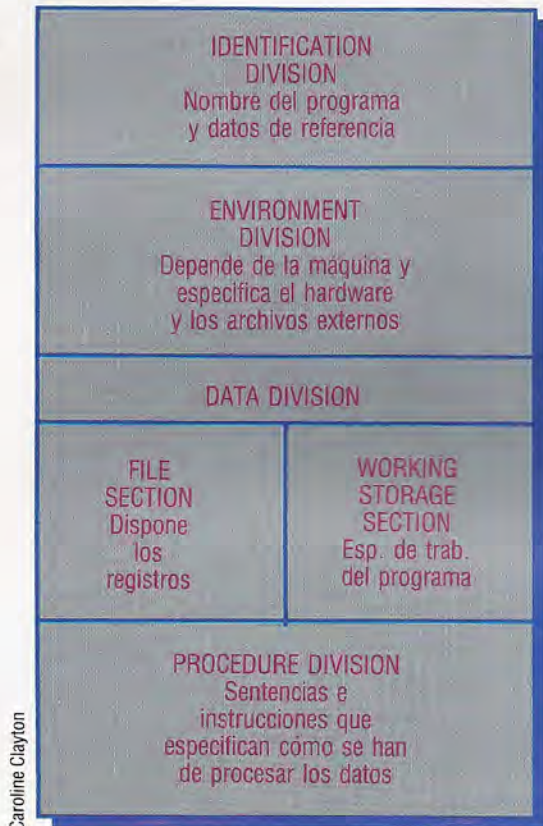 IDENTIFICATION
DIVISION
Nombre del programa
y datos de referencia
ENVIRONMENT
DIVISION
Depende de la máquina y
especifica el hardware
y los archivos externos
DATA DIVISION
FILE
SECTION
Dispone
los
registros
WORKING
STORAGE
SECTION
Esp. de trab.
del programa
PROCEDURE DIVISION
Sentencias e
instrucciones que
especifican cómo se han
de procesar los datos
Caroline Clayton